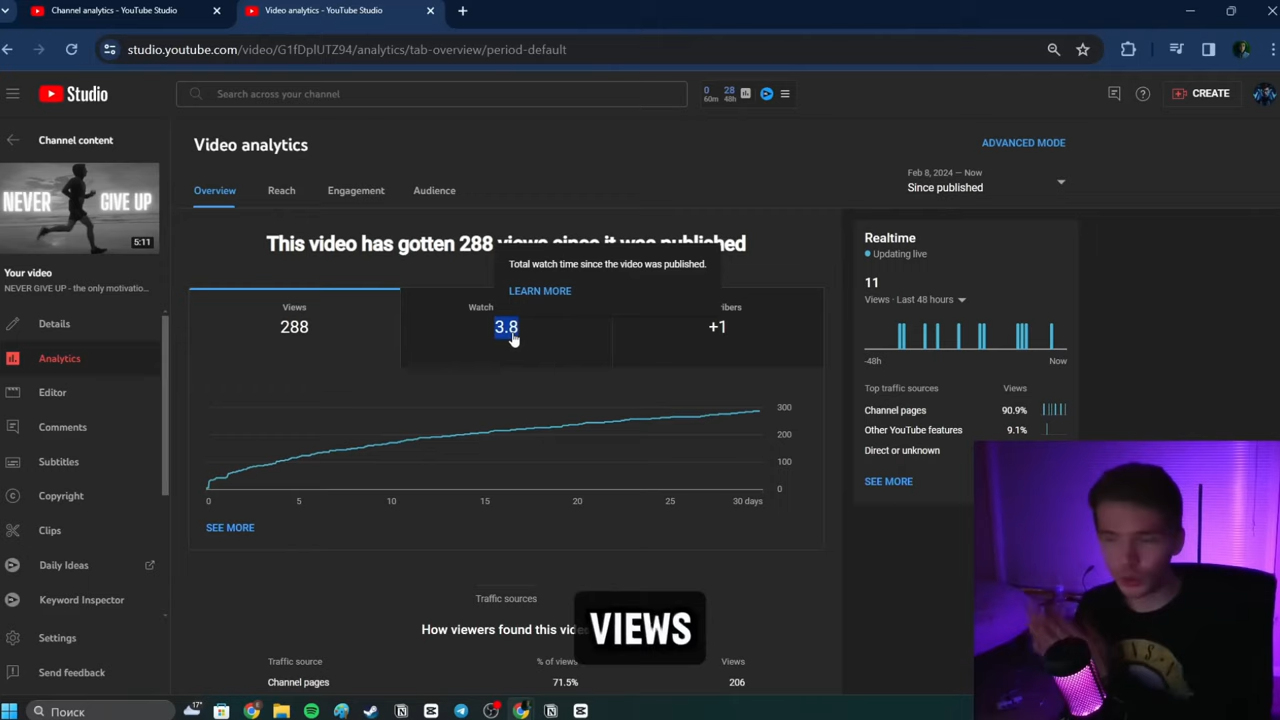 Channel analytics - YouTube Studio
Video analytics - YouTube Studio
studio.youtube.com/video/G1fDplUTZ94/analytics/tab-overview/period-default
Studio
Search across your channel
0
60m
28
48h
CREATE
Channel content
Video analytics
ADVANCED MODE
Overview
Reach
Engagement
Audience
Feb 8, 2024 — Now
Since published
NEVER GIVE UP
5:11
Your video
NEVER GIVE UP - the only motivatio...
Details
Analytics
Editor
Comments
Subtitles
Copyright
Clips
Daily Ideas
Keyword Inspector
Settings
Send feedback
This video has gotten 288 views since it was published
Total watch time since the video was published.
LEARN MORE
Views
288
Watch
3.8
ibers
+1
300
200
100
0
0
5
10
15
20
25
30 days
SEE MORE
Traffic sources
How viewers found this vide
Traffic source
% of views
Views
Channel pages
71.5%
206
Realtime
Updating live
11
Views · Last 48 hours
-48h
Now
Top traffic sources
Views
Channel pages
90.9%
Other YouTube features
9.1%
Direct or unknown
SEE MORE
VIEWS
17°
Поиск